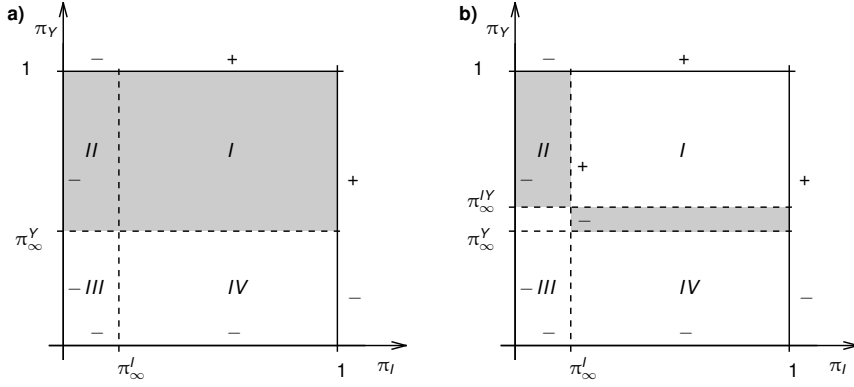 a)
π_Y
1
− +
II I
− +
π_∞^Y
− III IV −
− −
π_∞^I 1 π_I
b)
π_Y
1
− +
II I
− + +
π_∞^IY
−
π_∞^Y
− III IV −
− −
π_∞^I 1 π_I